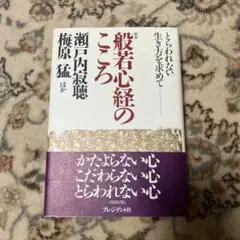 とらわれない
生き方を求めて
般若心経のこころ
瀬戸内寂聴
梅原 猛
ほか
かたよらない心
こだわらない心
とらわれない心
プレジデント社